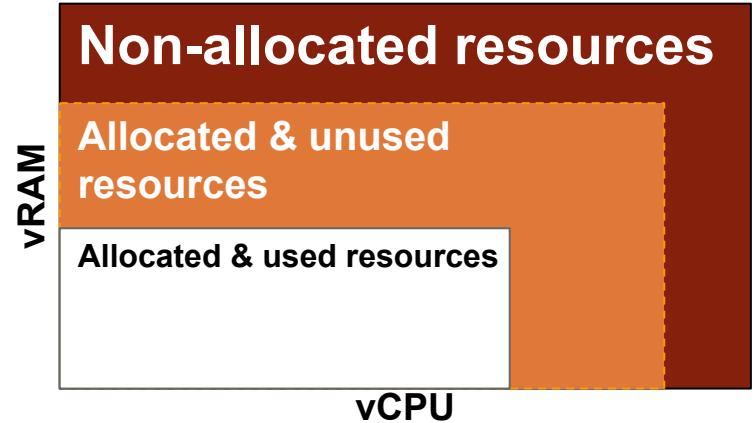 Non-allocated resources
Allocated & unused
resources
Allocated & used resources
vRAM
vCPU